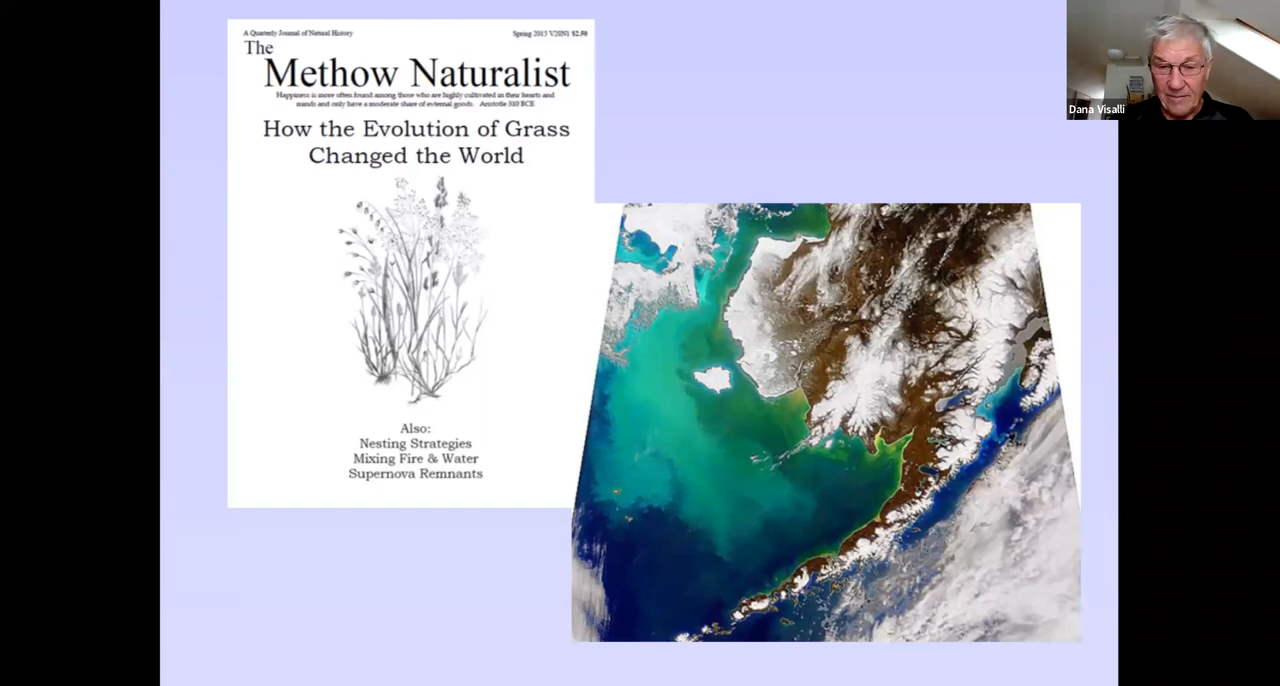 A Quarterly Journal of Natural History
Spring 2015 V20N1 $2.50
The
Methow Naturalist
Happiness is more often found among those who are highly cultivated in their hearts and
minds and only have a moderate share of external goods. Aristotle 310 BCE
How the Evolution of Grass
Changed the World
Also:
Nesting Strategies
Mixing Fire & Water
Supernova Remnants
Dana Visalli